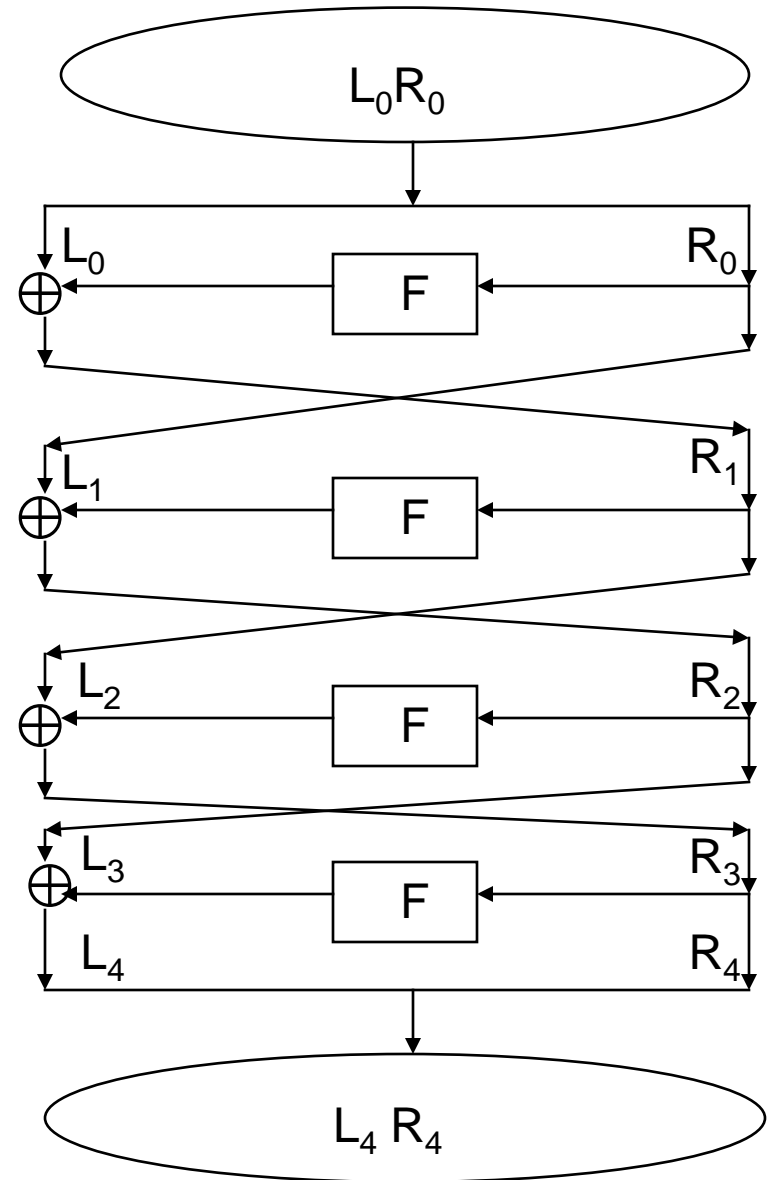 L₀R₀
L₀ R₀
F
L₁ R₁
F
L₂ R₂
F
L₃ R₃
F
L₄ R₄
L₄ R₄